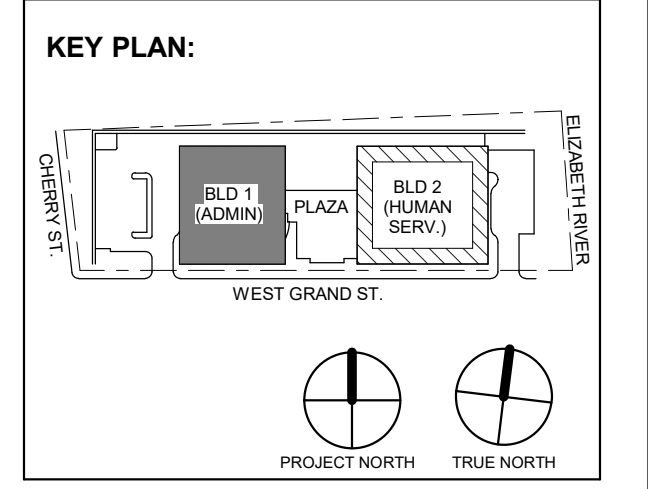 KEY PLAN:
CHERRY ST.
BLD 1
(ADMIN)
PLAZA
BLD 2
(HUMAN
SERV.)
ELIZABETH RIVER
WEST GRAND ST.
PROJECT NORTH
TRUE NORTH